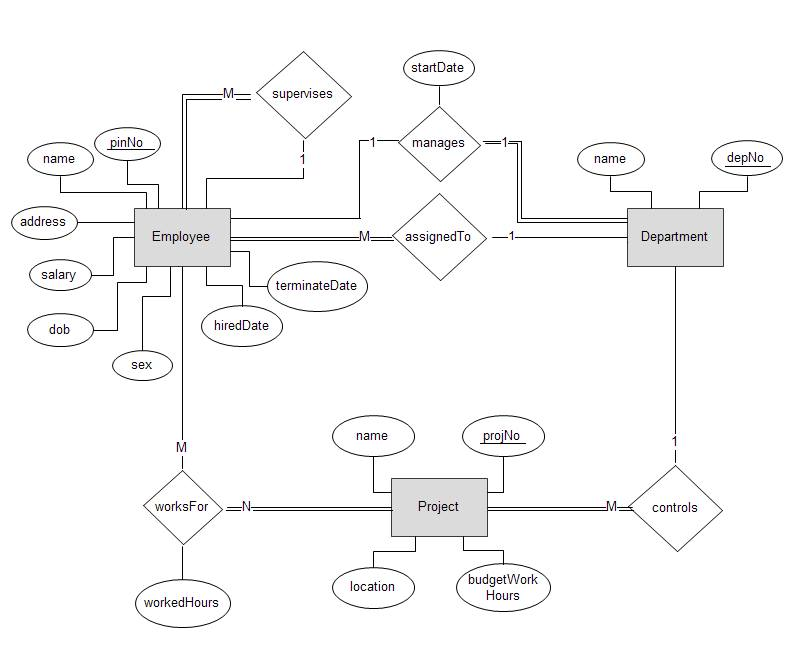 startDate
M
supervises
pinNo
1
manages
1
name
1
name
depNo
address
Employee
M
assignedTo
1
Department
salary
terminateDate
dob
hiredDate
sex
name
projNo
M
1
worksFor
N
Project
M
controls
location
budgetWork
Hours
workedHours